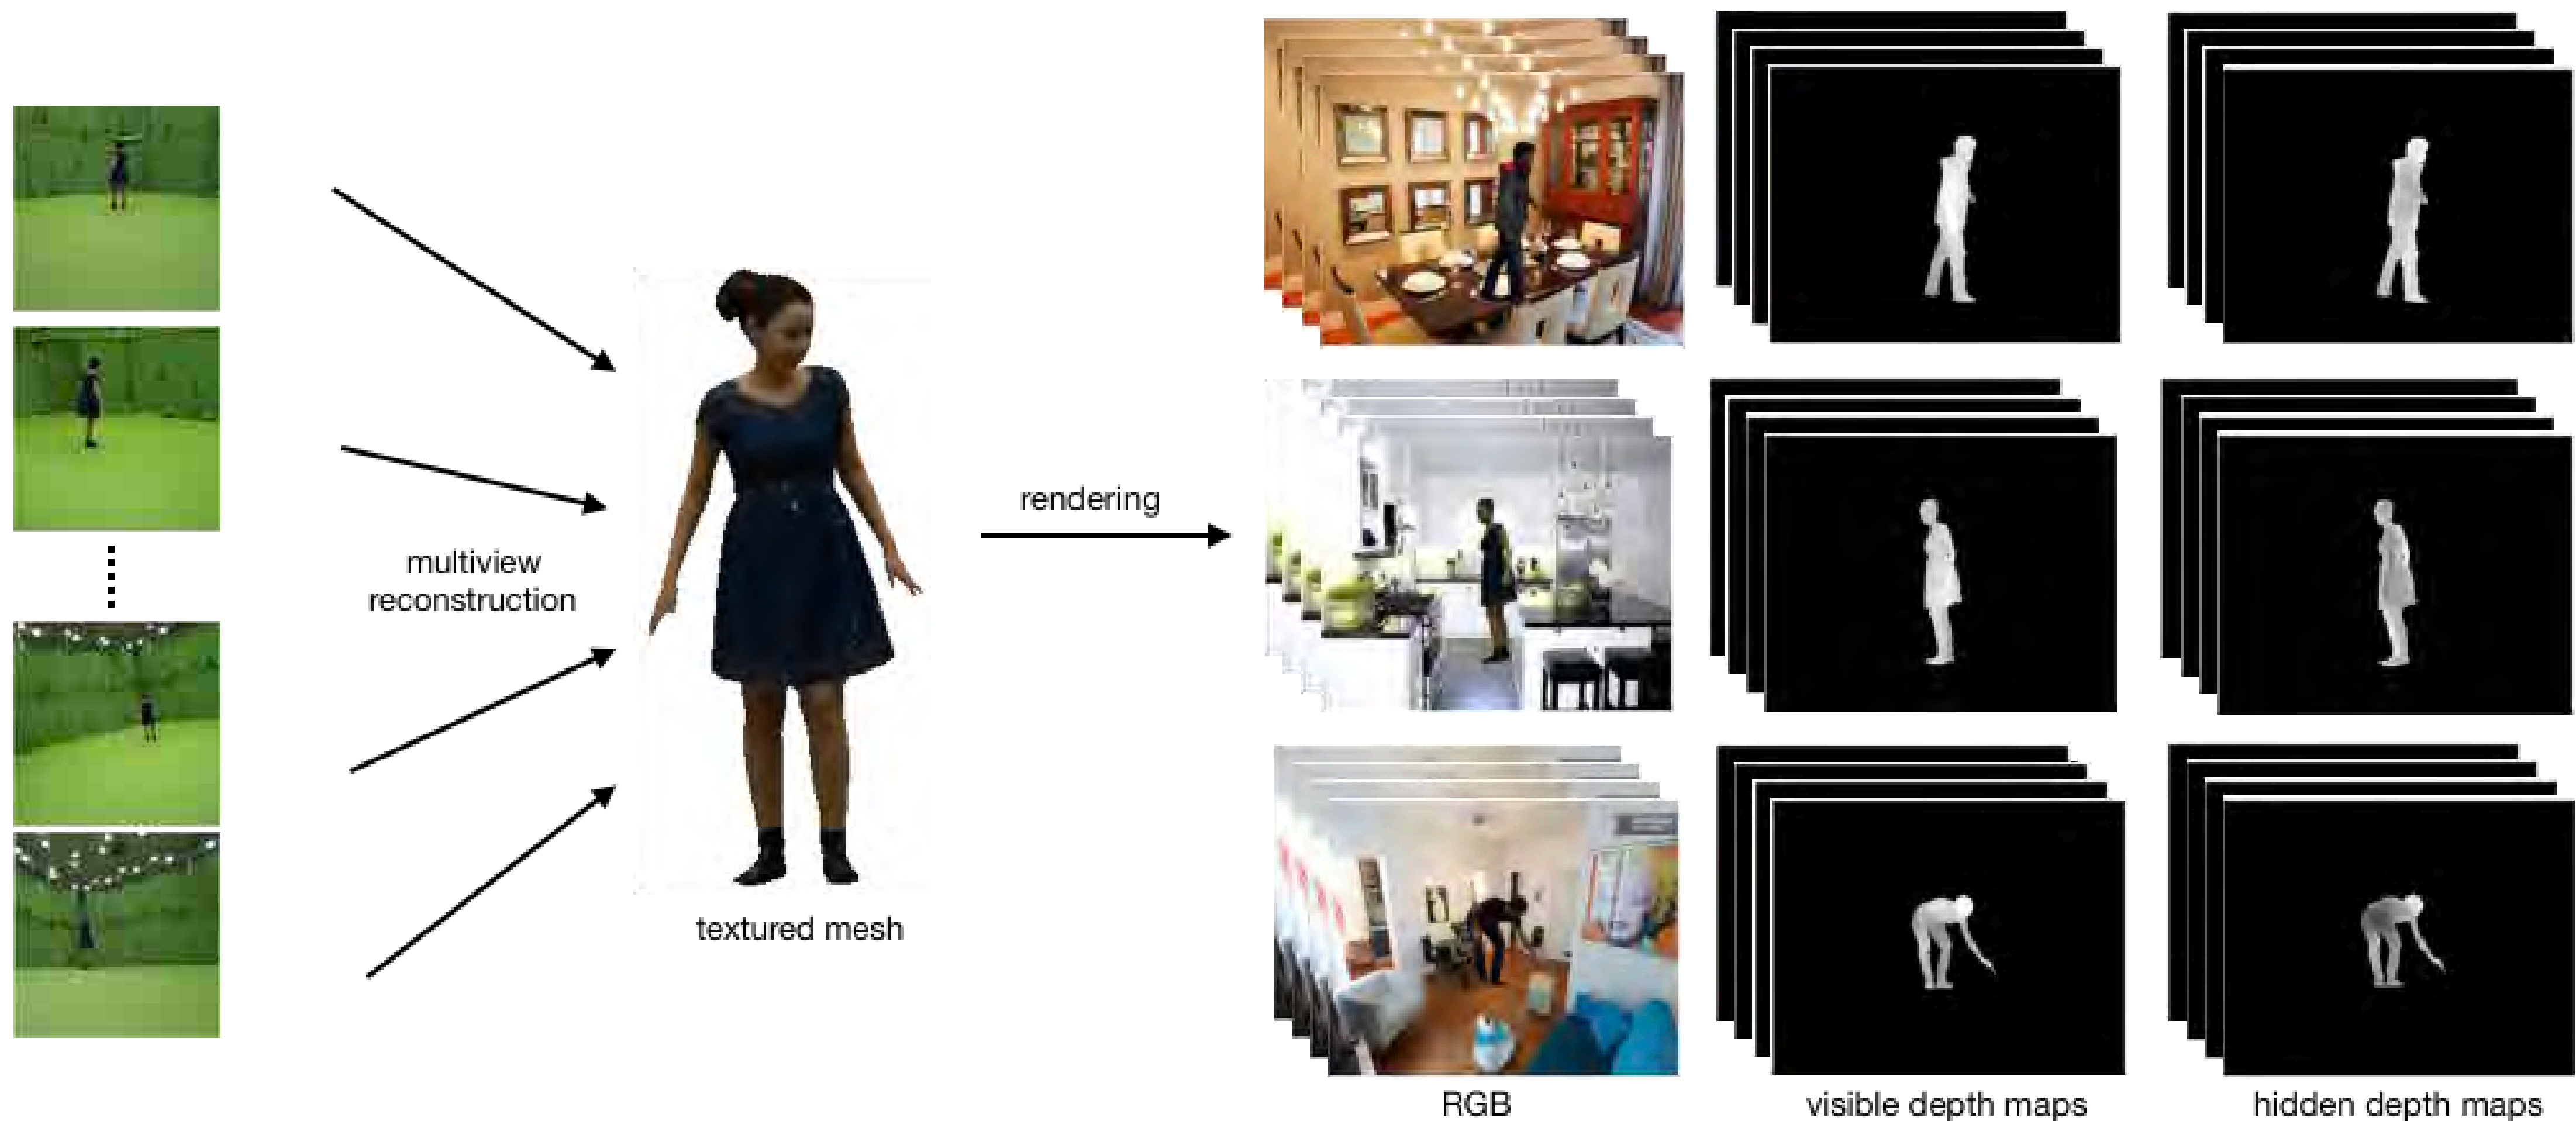 multiview
reconstruction
textured mesh
rendering
RGB
visible depth maps
hidden depth maps